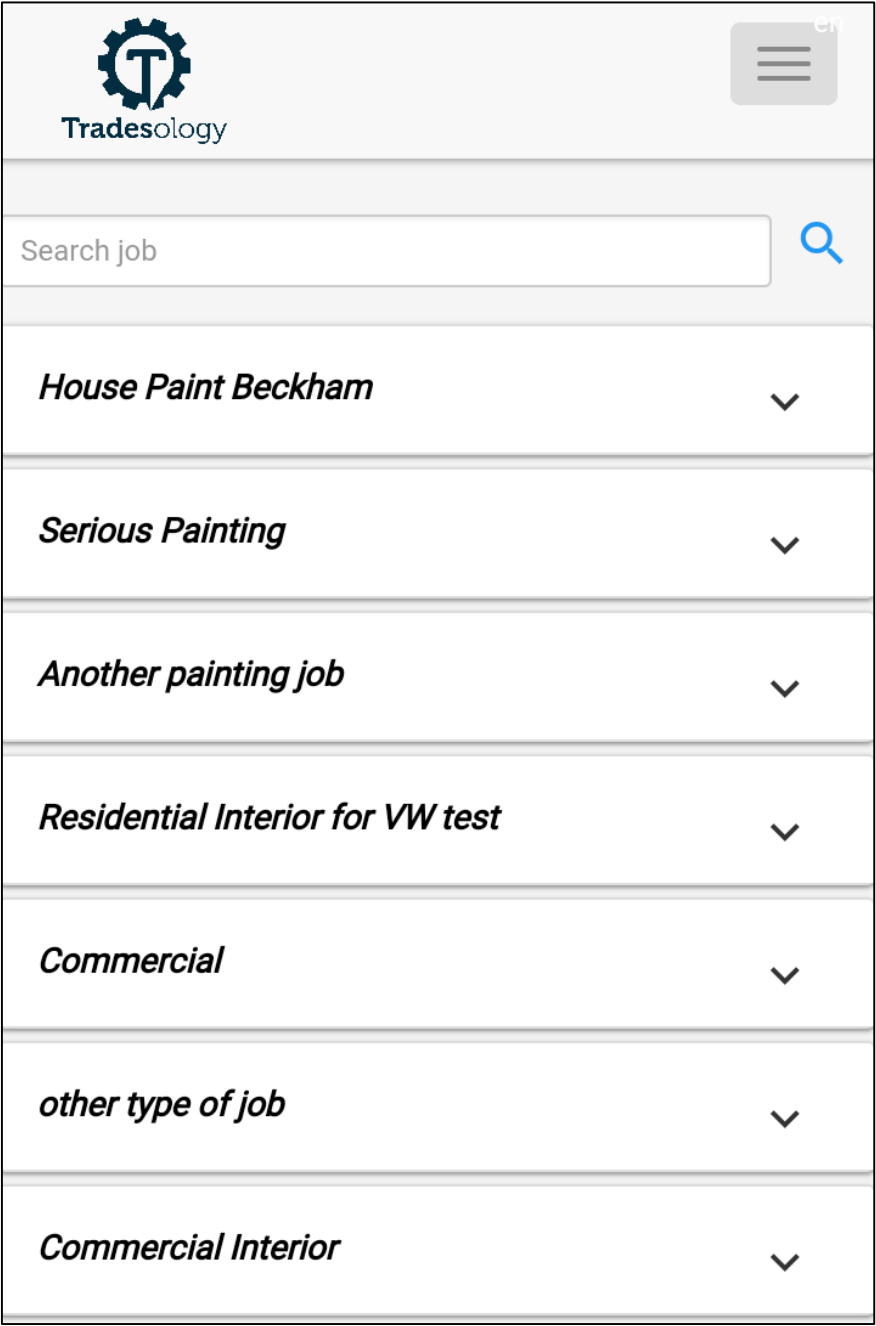 en
Tradesology
Search job
House Paint Beckham
Serious Painting
Another painting job
Residential Interior for VW test
Commercial
other type of job
Commercial Interior